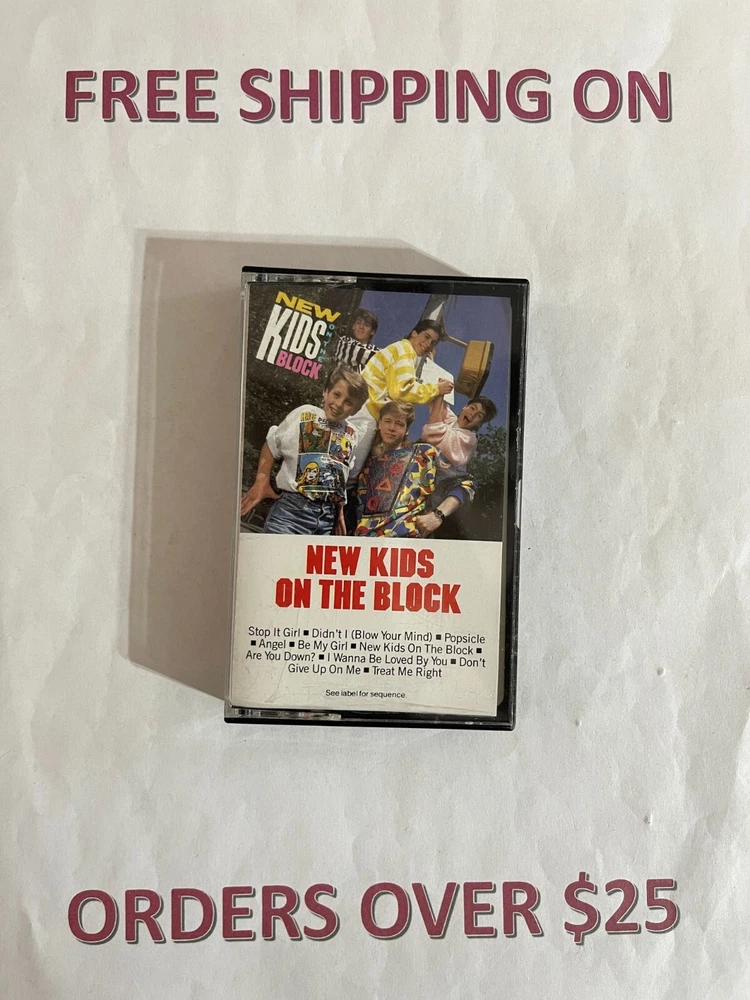 FREE SHIPPING ON
NEW
KIDS
ON THE
BLOCK
NEW KIDS
ON THE BLOCK
Stop It Girl ■ Didn't I (Blow Your Mind) ■ Popsicle
■ Angel ■ Be My Girl ■ New Kids On The Block ■
Are You Down? ■ I Wanna Be Loved By You ■ Don't
Give Up On Me ■ Treat Me Right
See label for sequence.
ORDERS OVER $25